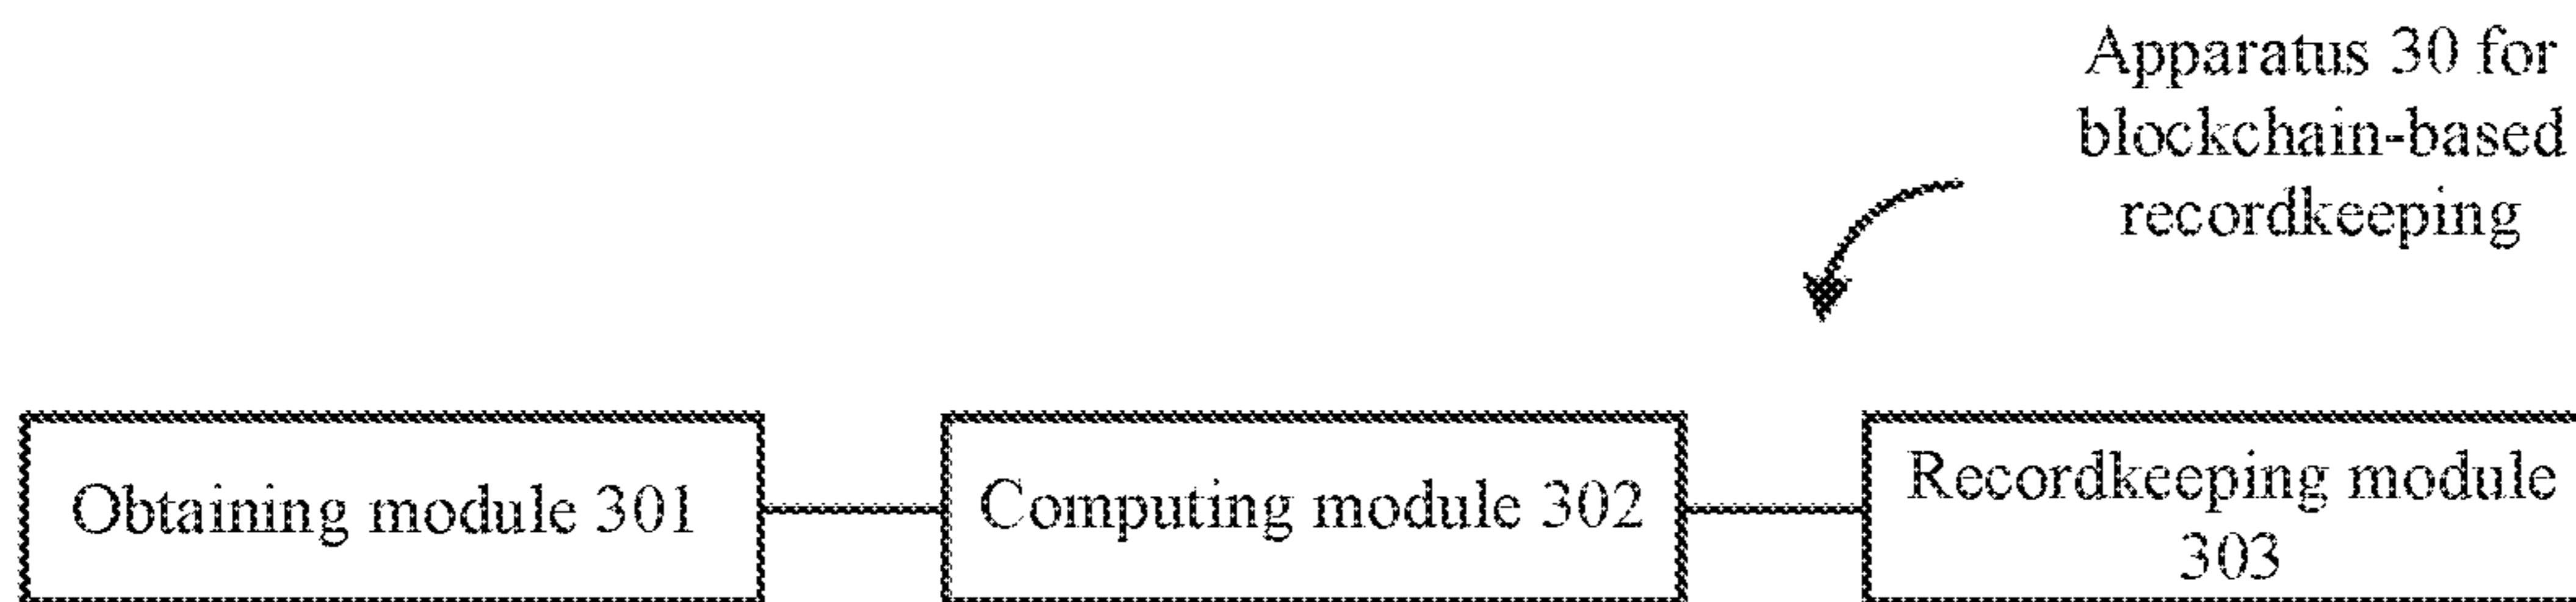 Apparatus 30 for
blockchain-based
recordkeeping
Obtaining module 301
Computing module 302
Recordkeeping module
303